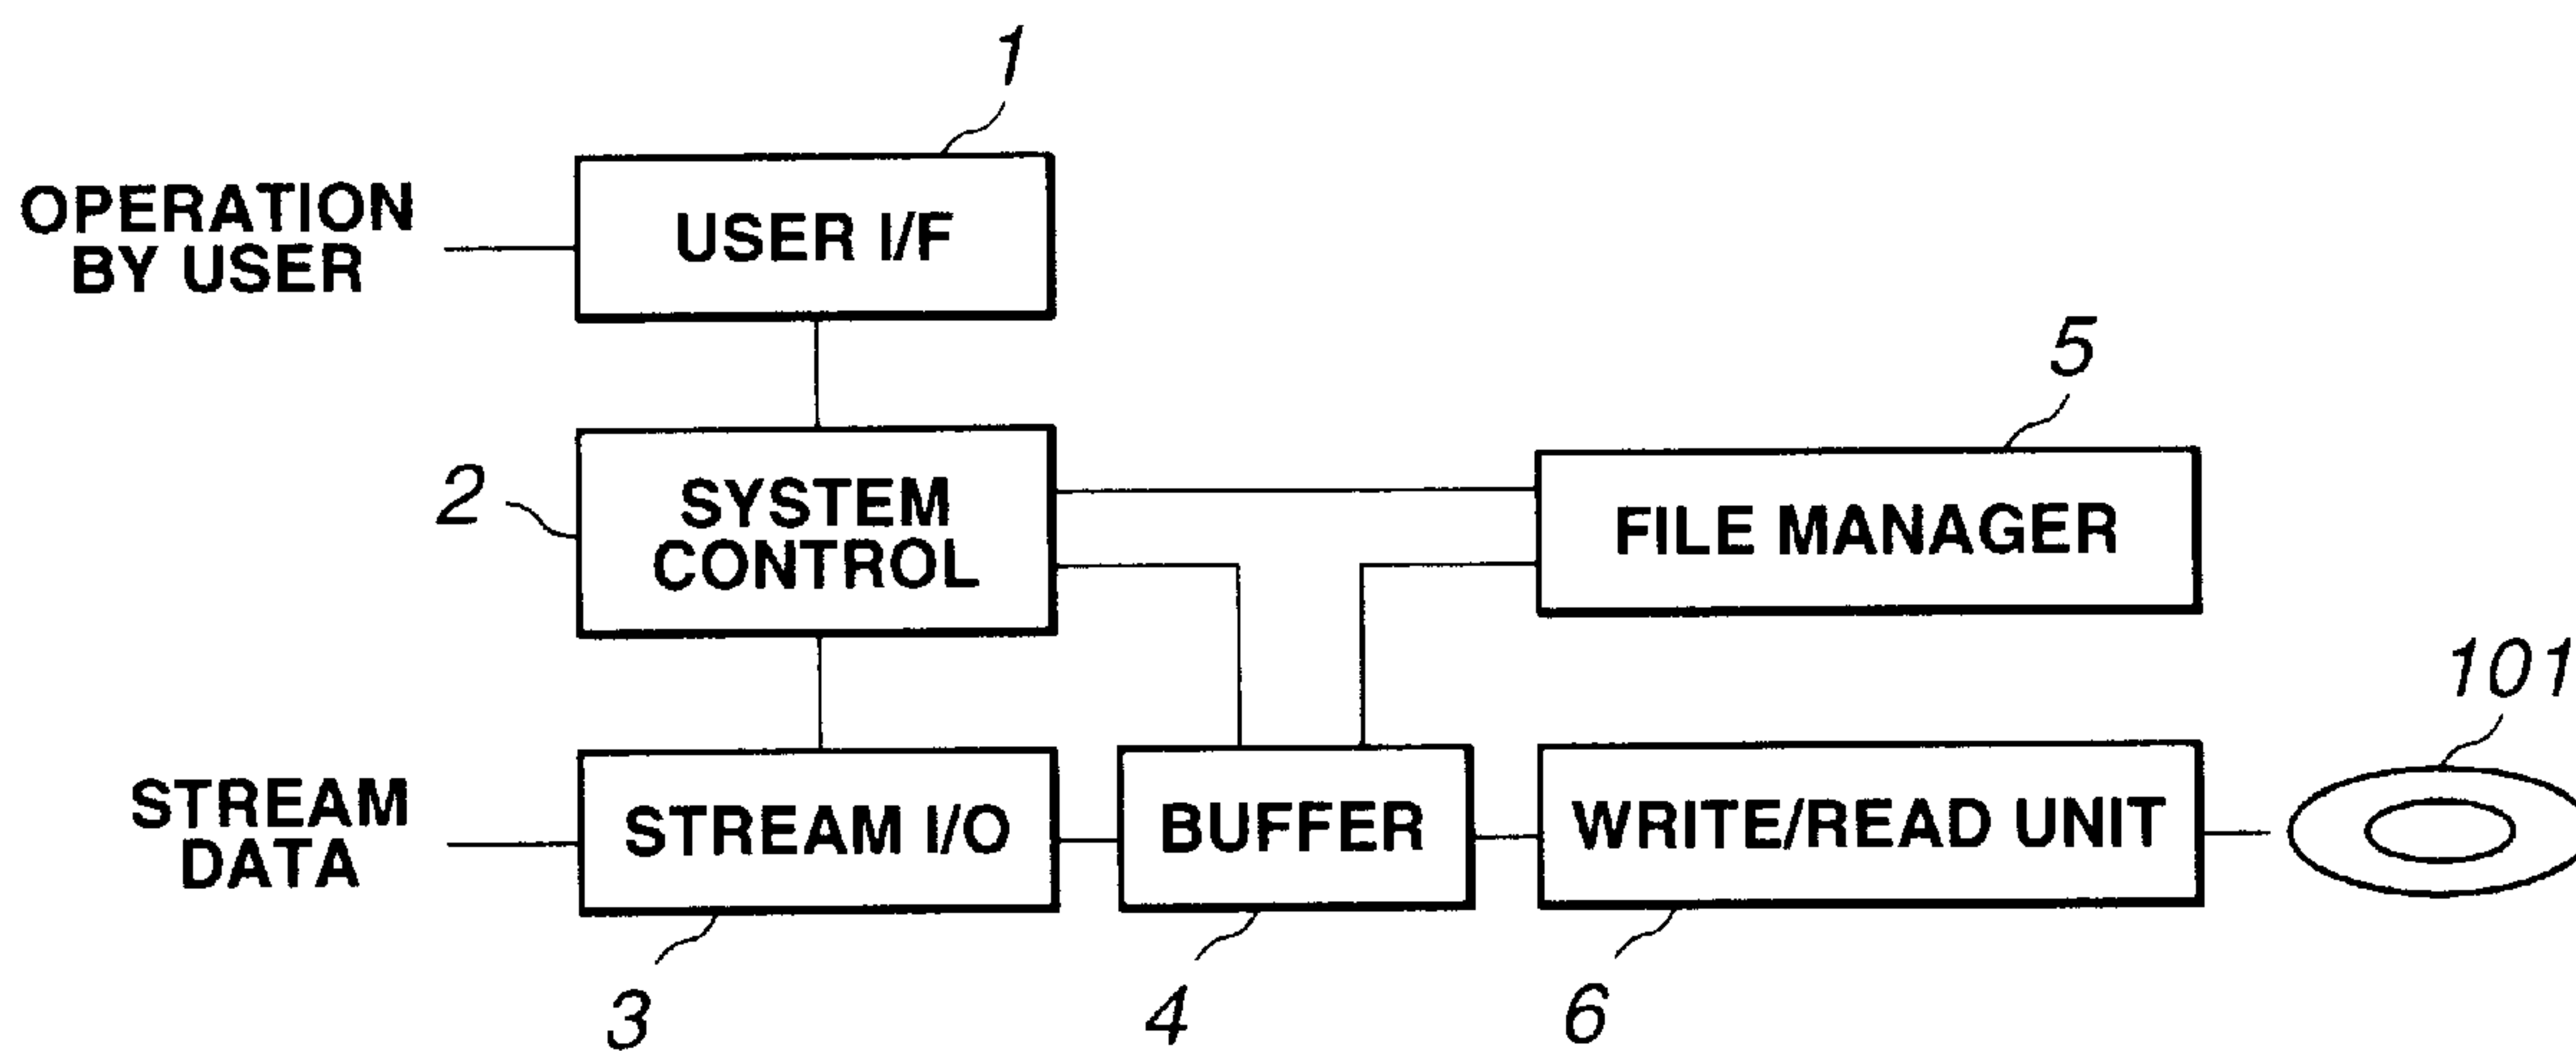 1
OPERATION
BY USER
USER I/F
5
2
SYSTEM
CONTROL
FILE MANAGER
101
STREAM
DATA
STREAM I/O
BUFFER
WRITE/READ UNIT
3
4
6